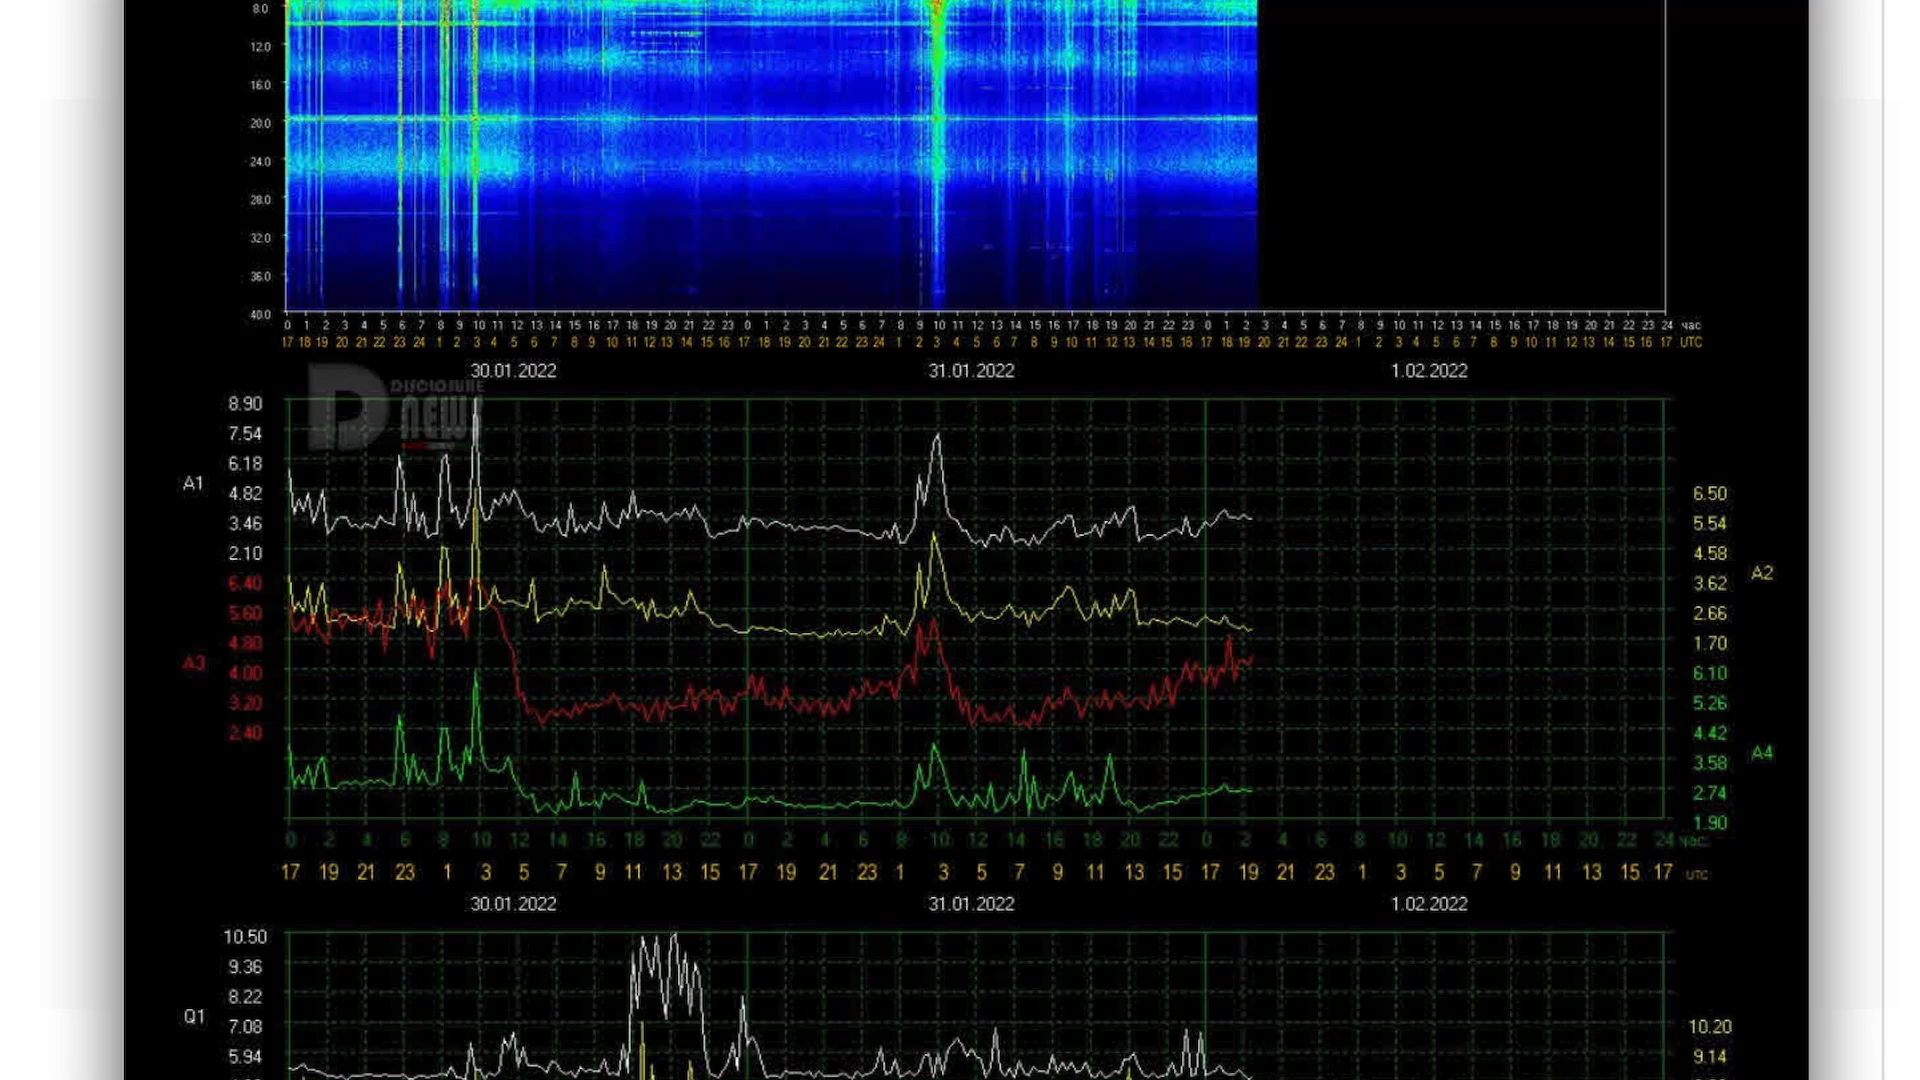 8.0
12.0
16.0
20.0
24.0
28.0
32.0
36.0
40.0
0 1 2 3 4 5 6 7 8 9 10 11 12 13 14 15 16 17 18 19 20 21 22 23 0 1 2 3 4 5 6 7 8 9 10 11 12 13 14 15 16 17 18 19 20 21 22 23 0 1 2 3 4 5 6 7 8 9 10 11 12 13 14 15 16 17 18 19 20 21 22 23 24 час
17 18 19 20 21 22 23 24 1 2 3 4 5 6 7 8 9 10 11 12 13 14 15 16 17 18 19 20 21 22 23 24 1 2 3 4 5 6 7 8 9 10 11 12 13 14 15 16 17 18 19 20 21 22 23 24 1 2 3 4 5 6 7 8 9 10 11 12 13 14 15 16 17 UTC
30.01.2022 31.01.2022 1.02.2022
DISCLOSURE
NEWS
8.90
7.54
6.18
A1 4.82 6.50
3.46 5.54
2.10 4.58
A2
6.40 3.62
5.60 2.66
4.80 1.70
A3
4.00 6.10
3.20 5.26
2.40 4.42
A4
3.58
2.74
1.90
0 2 4 6 8 10 12 14 16 18 20 22 0 2 4 6 8 10 12 14 16 18 20 22 0 2 4 6 8 10 12 14 16 18 20 22 24 час
17 19 21 23 1 3 5 7 9 11 13 15 17 19 21 23 1 3 5 7 9 11 13 15 17 19 21 23 1 3 5 7 9 11 13 15 17 UTC
30.01.2022 31.01.2022 1.02.2022
10.50
9.36
8.22
Q1
7.08 10.20
5.94 9.14